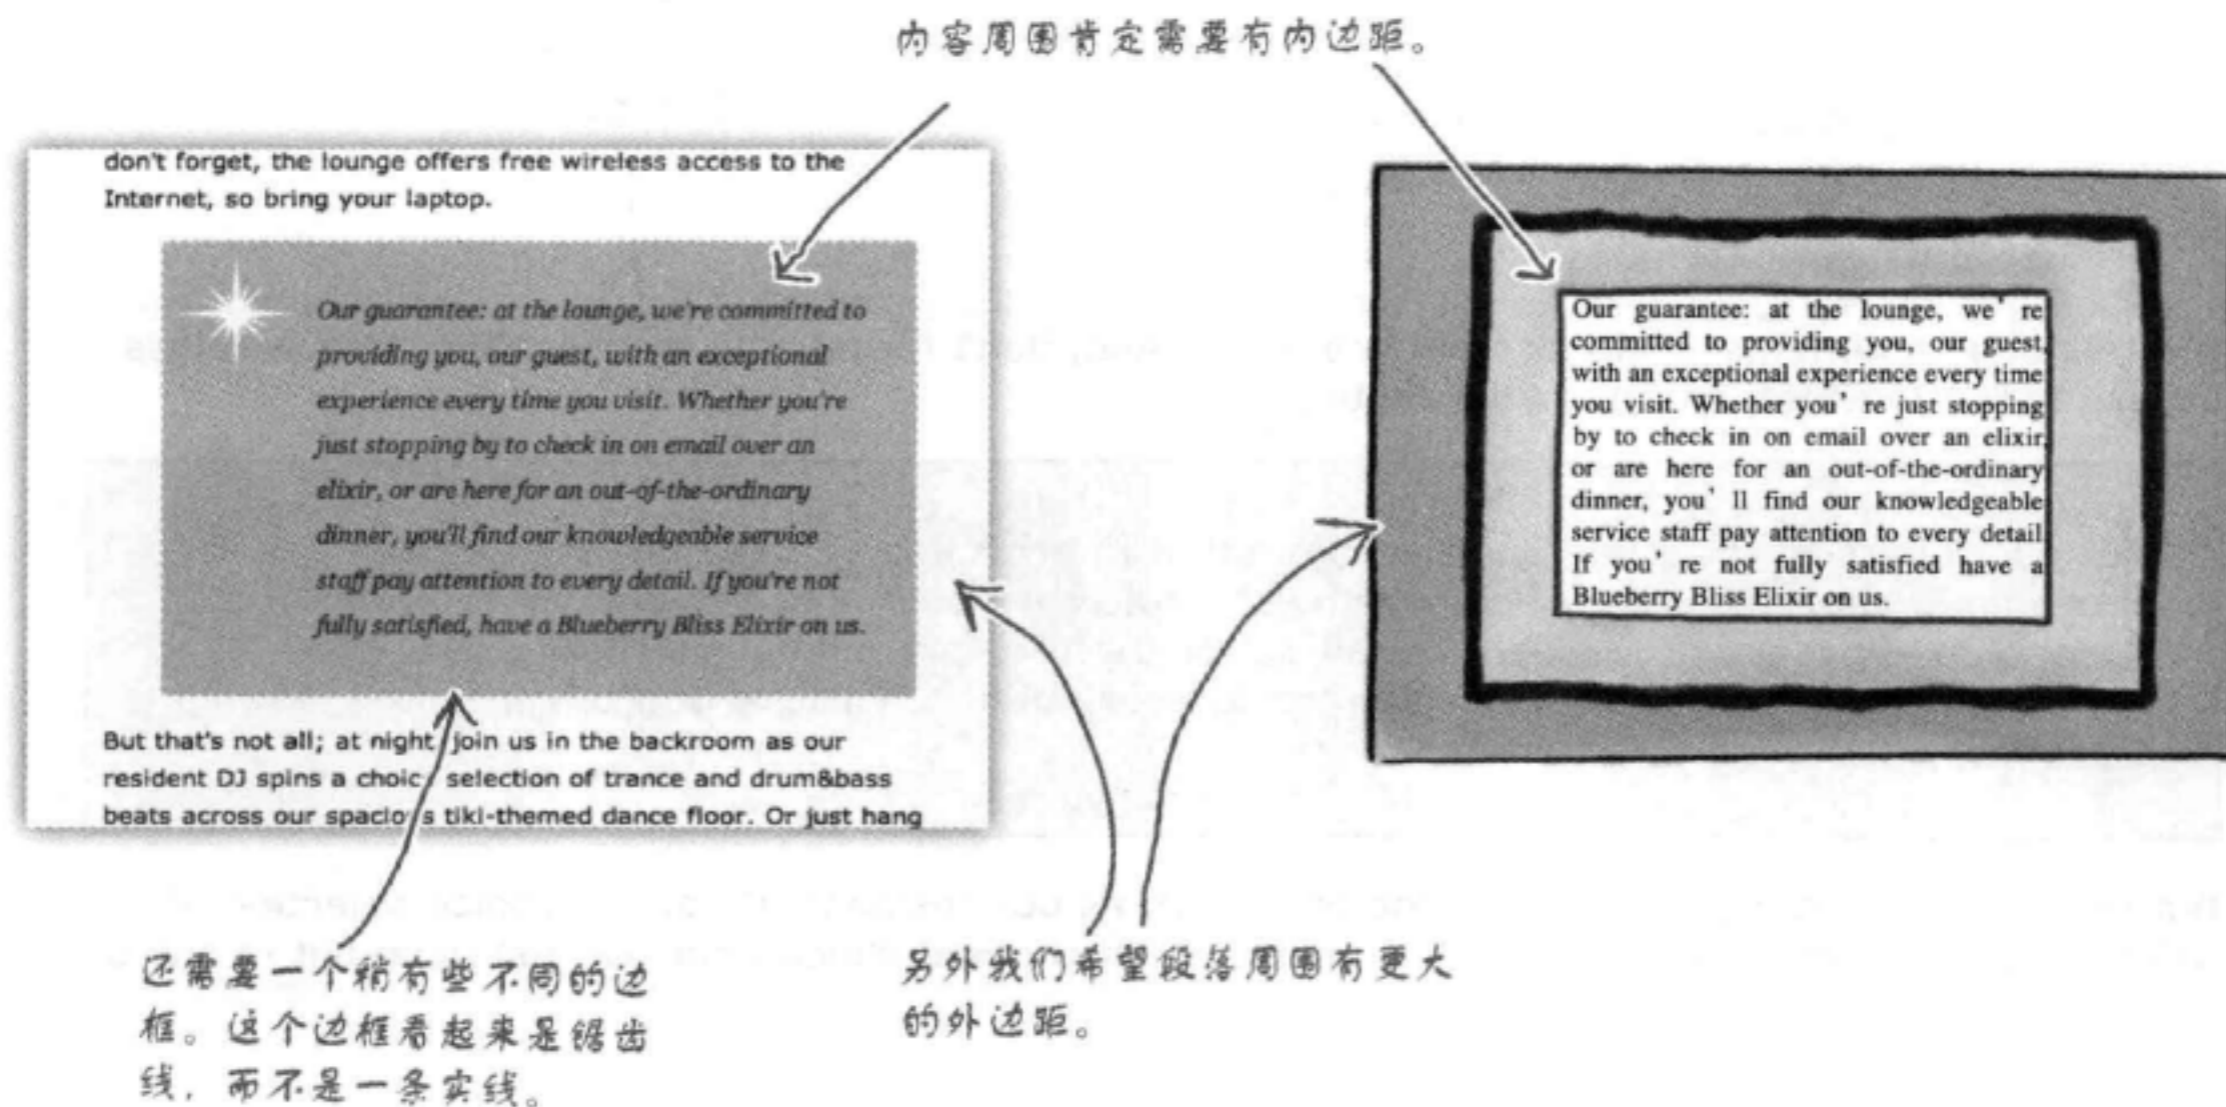 内容周围肯定需要有内边距。
don't forget, the lounge offers free wireless access to the
Internet, so bring your laptop.
Our guarantee: at the lounge, we're committed to
providing you, our guest, with an exceptional
experience every time you visit. Whether you're
just stopping by to check in on email over an
elixir, or are here for an out-of-the-ordinary
dinner, you'll find our knowledgeable service
staff pay attention to every detail. If you're not
fully satisfied, have a Blueberry Bliss Elixir on us.
But that's not all; at night join us in the backroom as our
resident DJ spins a choic selection of trance and drum&bass
beats across our spacio s tiki-themed dance floor. Or just hang
Our guarantee: at the lounge, we' re
committed to providing you, our guest,
with an exceptional experience every time
you visit. Whether you' re just stopping
by to check in on email over an elixir,
or are here for an out-of-the-ordinary
dinner, you' ll find our knowledgeable
service staff pay attention to every detail
If you' re not fully satisfied have a
Blueberry Bliss Elixir on us.
还需要一个稍有些不同的边
框。这个边框看起来是锯齿
线，而不是一条实线。
另外我们希望段落周围有更大
的外边距。